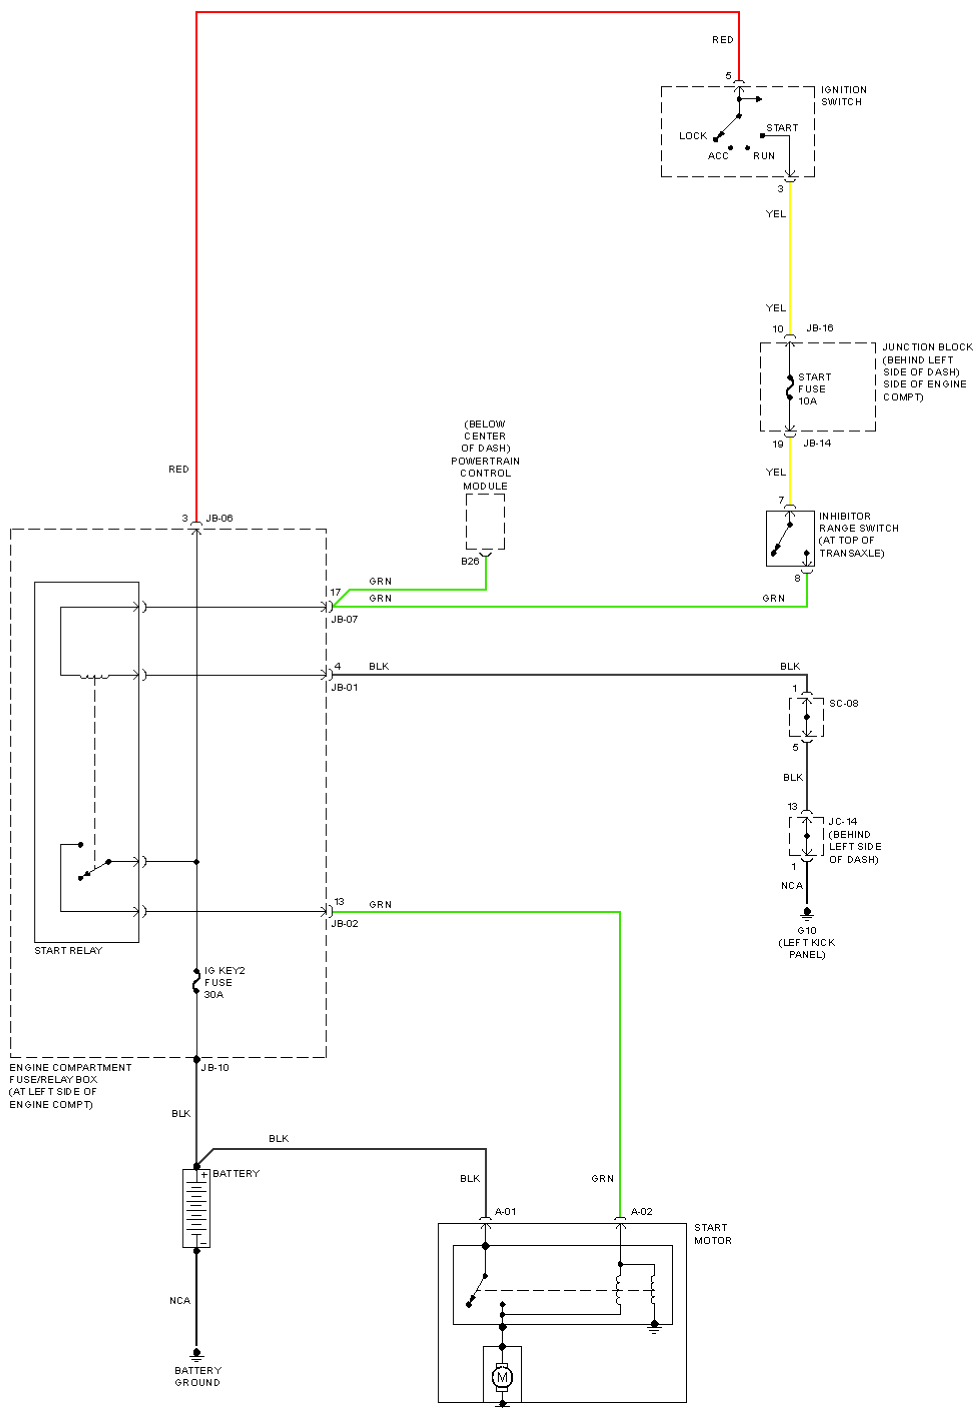 RED
5
IGNITION
SWITCH
LOCK
START
ACC
RUN
3
YEL
YEL
10
JB-16
JUNCTION BLOCK
(BEHIND LEFT
SIDE OF DASH)
SIDE OF ENGINE
COMPT)
START
FUSE
10A
19
JB-14
YEL
(BELOW
CENTER
OF DASH)
POWERTRAIN
CONTROL
MODULE
RED
3
JB-06
7
INHIBITOR
RANGE SWITCH
(AT TOP OF
TRANSAXLE)
B26
8
GRN
17
GRN
GRN
JB-07
4
BLK
BLK
JB-01
1
SC-08
5
BLK
13
JC-14
(BEHIND
LEFT SIDE
OF DASH)
1
NCA
G10
(LEFT KICK
PANEL)
13
GRN
JB-02
START RELAY
IG KEY2
FUSE
30A
JB-10
ENGINE COMPARTMENT
FUSE/RELAY BOX
(AT LEFT SIDE OF
ENGINE COMPT)
BLK
BLK
+
BATTERY
BLK
GRN
A-01
A-02
START
MOTOR
-
NCA
BATTERY
GROUND
M